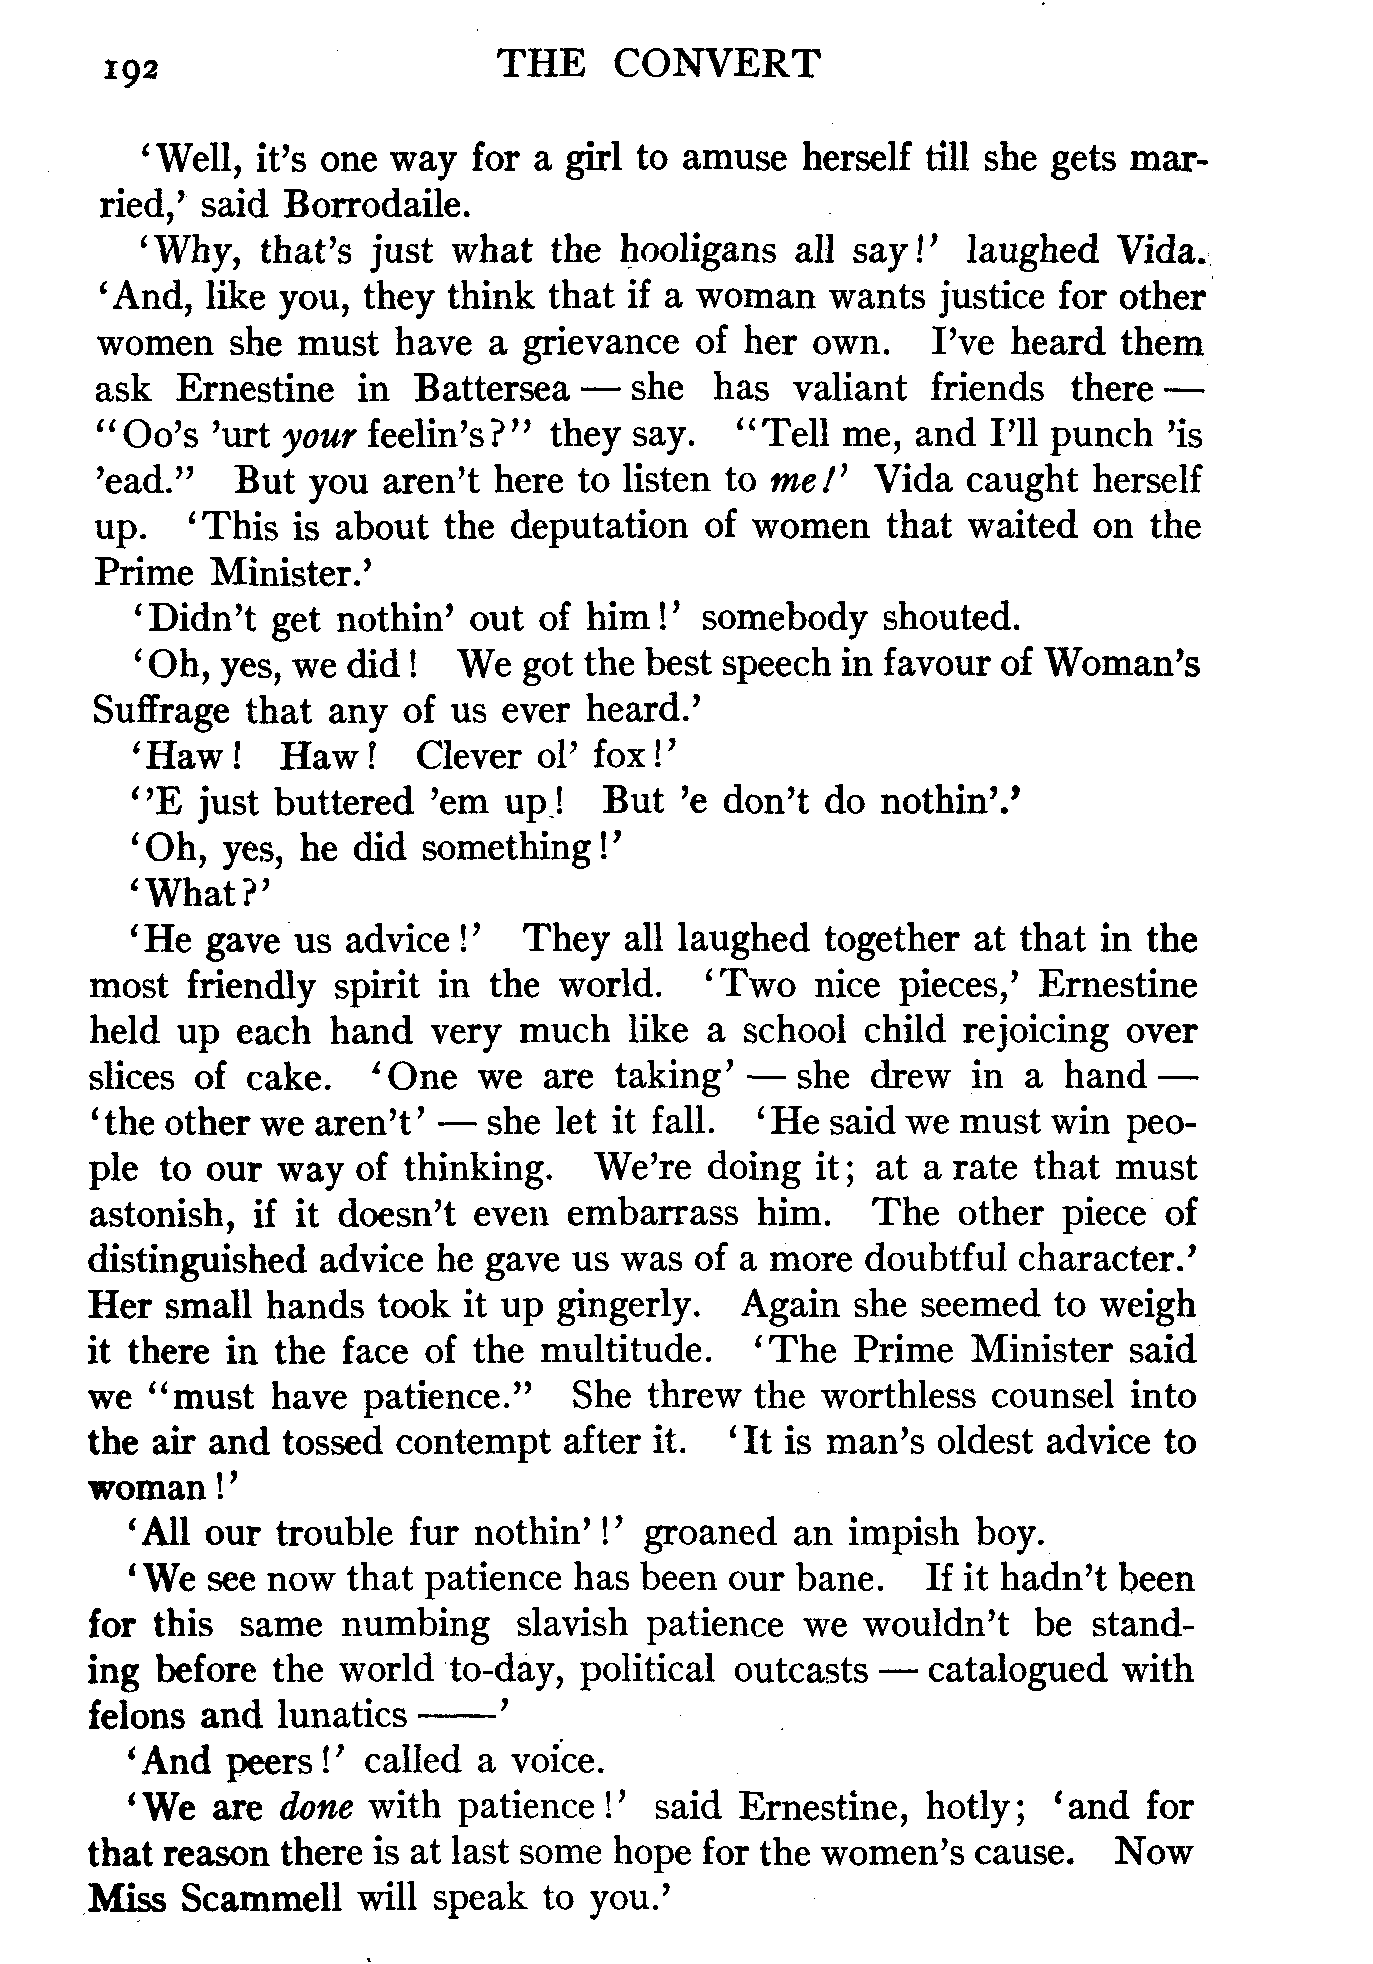 192 THE CONVERT
‘Well, it’s one way for a girl to amuse herself till she gets mar-
ried,’ said Borrodaile.
‘Why, that’s just what the hooligans all say!’ laughed Vida.
‘And, like you, they think that if a woman wants justice for other
women she must have a grievance of her own. I’ve heard them
ask Ernestine in Battersea — she has valiant friends there —
“Oo’s ’urt your feelin’s?” they say. “Tell me, and I’ll punch ’is
’ead.” But you aren’t here to listen to me!’ Vida caught herself
up. ‘This is about the deputation of women that waited on the
Prime Minister.’
‘Didn’t get nothin’ out of him!’ somebody shouted.
‘Oh, yes, we did! We got the best speech in favour of Woman’s
Suffrage that any of us ever heard.’
‘Haw! Haw! Clever ol’ fox!’
‘’E just buttered ’em up! But ’e don’t do nothin’.’
‘Oh, yes, he did something!’
‘What?’
‘He gave us advice!’ They all laughed together at that in the
most friendly spirit in the world. ‘Two nice pieces,’ Ernestine
held up each hand very much like a school child rejoicing over
slices of cake. ‘One we are taking’ — she drew in a hand —
‘the other we aren’t’ — she let it fall. ‘He said we must win peo-
ple to our way of thinking. We’re doing it; at a rate that must
astonish, if it doesn’t even embarrass him. The other piece of
distinguished advice he gave us was of a more doubtful character.’
Her small hands took it up gingerly. Again she seemed to weigh
it there in the face of the multitude. ‘The Prime Minister said
we “must have patience.” She threw the worthless counsel into
the air and tossed contempt after it. ‘It is man’s oldest advice to
woman!’
‘All our trouble fur nothin’!’ groaned an impish boy.
‘We see now that patience has been our bane. If it hadn’t been
for this same numbing slavish patience we wouldn’t be stand-
ing before the world to-day, political outcasts — catalogued with
felons and lunatics ——’
‘And peers!’ called a voice.
‘We are done with patience!’ said Ernestine, hotly; ‘and for
that reason there is at last some hope for the women’s cause. Now
Miss Scammell will speak to you.’